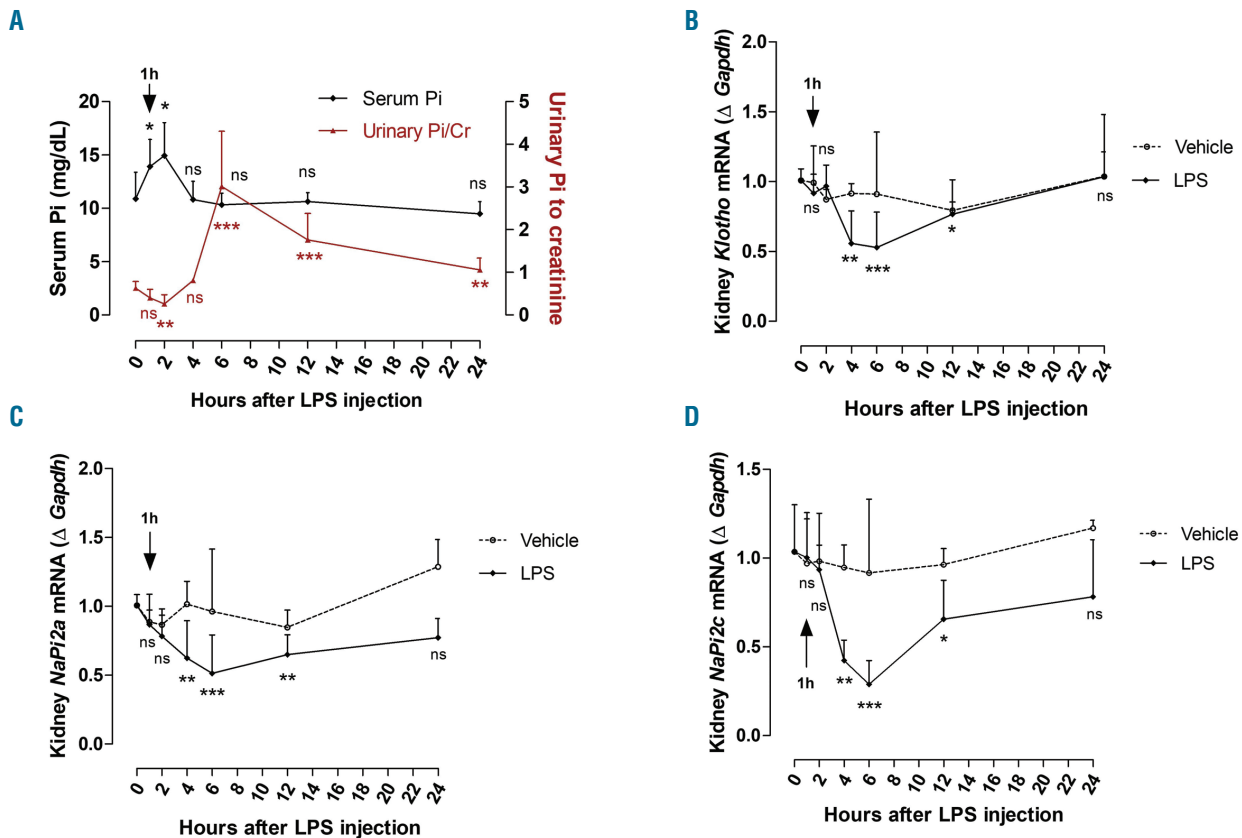 A
1h
Serum Pi (mg/dL)
20
15
10
5
0
* * ns ns ns ns
Serum Pi
Urinary Pi/Cr
ns ** ns *** *** **
5
4
3
2
1
0
Urinary Pi to creatinine
0 2 4 6 8 10 12 14 16 18 20 22 24
Hours after LPS injection
B
Kidney Klotho mRNA (Δ Gapdh)
2.0
1.5
1.0
0.5
0.0
1h
ns
ns ** *** * ns
Vehicle
LPS
0 2 4 6 8 10 12 14 16 18 20 22 24
Hours after LPS injection
C
Kidney NaPi2a mRNA (Δ Gapdh)
2.0
1.5
1.0
0.5
0.0
1h
ns ns ** *** ** ns
Vehicle
LPS
0 2 4 6 8 10 12 14 16 18 20 22 24
Hours after LPS injection
D
Kidney NaPi2c mRNA (Δ Gapdh)
1.5
1.0
0.5
0.0
ns ns ** *** * ns
1h
Vehicle
LPS
0 2 4 6 8 10 12 14 16 18 20 22 24
Hours after LPS injection